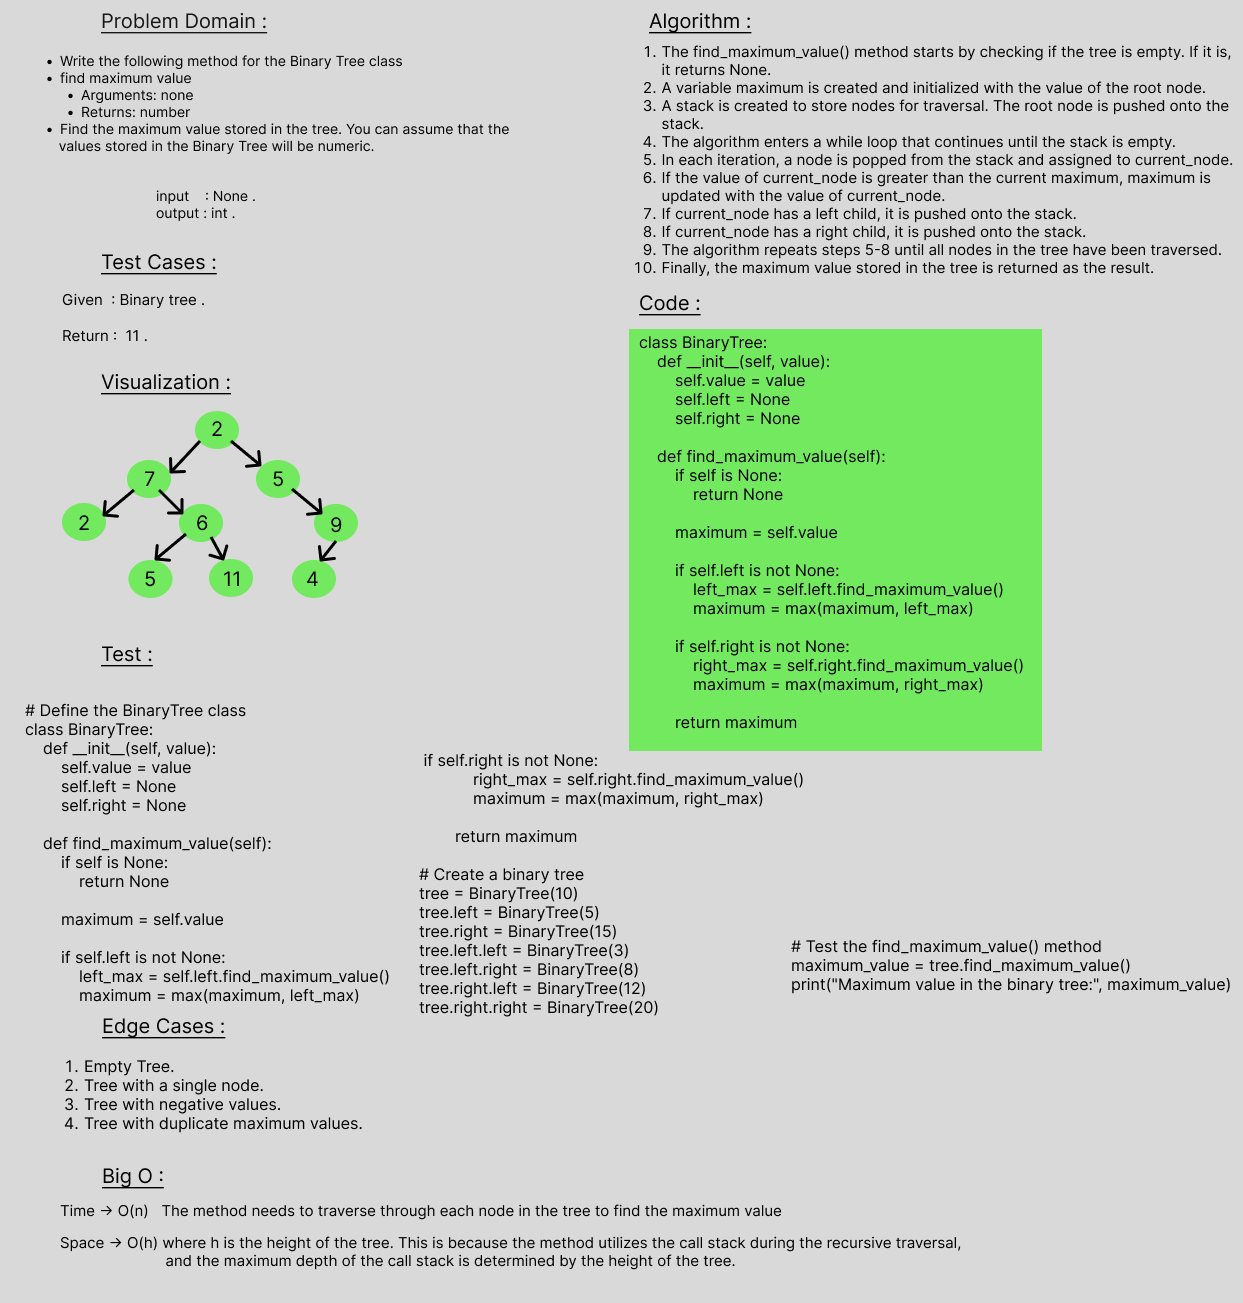 Problem Domain :
• Write the following method for the Binary Tree class
• find maximum value
• Arguments: none
• Returns: number
• Find the maximum value stored in the tree. You can assume that the
values stored in the Binary Tree will be numeric.
input : None .
output : int .
Test Cases :
Given : Binary tree .
Return : 11 .
Visualization :
2
7
5
2
6
9
5
11
4
Test :
# Define the BinaryTree class
class BinaryTree:
def __init__(self, value):
self.value = value
self.left = None
self.right = None
def find_maximum_value(self):
if self is None:
return None
maximum = self.value
if self.left is not None:
left_max = self.left.find_maximum_value()
maximum = max(maximum, left_max)
if self.right is not None:
right_max = self.right.find_maximum_value()
maximum = max(maximum, right_max)
return maximum
# Create a binary tree
tree = BinaryTree(10)
tree.left = BinaryTree(5)
tree.right = BinaryTree(15)
tree.left.left = BinaryTree(3)
tree.left.right = BinaryTree(8)
tree.right.left = BinaryTree(12)
tree.right.right = BinaryTree(20)
# Test the find_maximum_value() method
maximum_value = tree.find_maximum_value()
print("Maximum value in the binary tree:", maximum_value)
Algorithm :
1. The find_maximum_value() method starts by checking if the tree is empty. If it is,
it returns None.
2. A variable maximum is created and initialized with the value of the root node.
3. A stack is created to store nodes for traversal. The root node is pushed onto the
stack.
4. The algorithm enters a while loop that continues until the stack is empty.
5. In each iteration, a node is popped from the stack and assigned to current_node.
6. If the value of current_node is greater than the current maximum, maximum is
updated with the value of current_node.
7. If current_node has a left child, it is pushed onto the stack.
8. If current_node has a right child, it is pushed onto the stack.
9. The algorithm repeats steps 5-8 until all nodes in the tree have been traversed.
10. Finally, the maximum value stored in the tree is returned as the result.
Code :
class BinaryTree:
def __init__(self, value):
self.value = value
self.left = None
self.right = None
def find_maximum_value(self):
if self is None:
return None
maximum = self.value
if self.left is not None:
left_max = self.left.find_maximum_value()
maximum = max(maximum, left_max)
if self.right is not None:
right_max = self.right.find_maximum_value()
maximum = max(maximum, right_max)
return maximum
Edge Cases :
1. Empty Tree.
2. Tree with a single node.
3. Tree with negative values.
4. Tree with duplicate maximum values.
Big O :
Time -> O(n) The method needs to traverse through each node in the tree to find the maximum value
Space -> O(h) where h is the height of the tree. This is because the method utilizes the call stack during the recursive traversal,
and the maximum depth of the call stack is determined by the height of the tree.